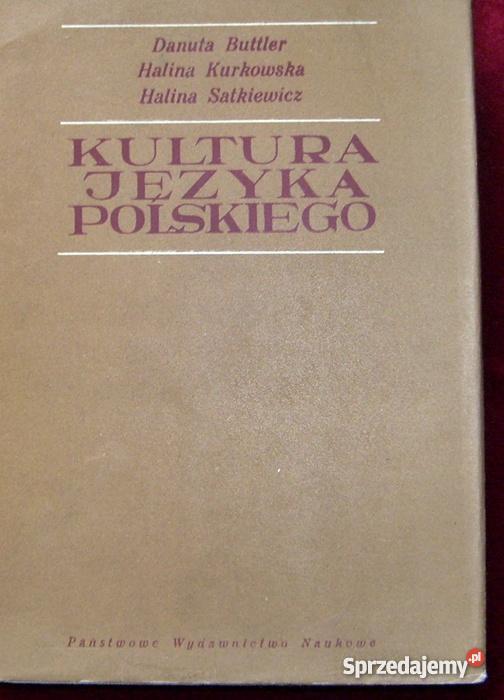 Danuta Buttler
Halina Kurkowska
Halina Satkiewicz
KULTURA
JĘZYKA
POLSKIEGO
Państwowe Wydawnictwo Naukowe
Sprzedajemy.pl